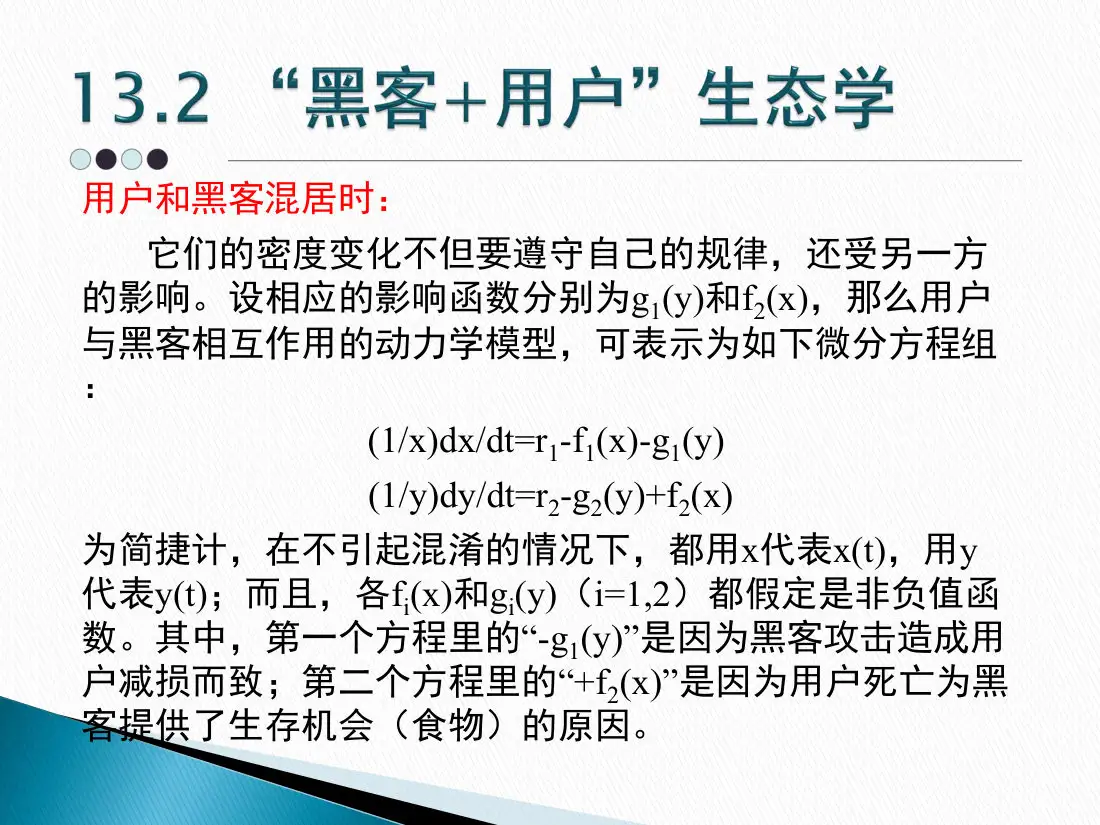 13.2 “黑客+用户”生态学
用户和黑客混居时：
它们的密度变化不但要遵守自己的规律，还受另一方
的影响。设相应的影响函数分别为g₁(y)和f₂(x)，那么用户
与黑客相互作用的动力学模型，可表示为如下微分方程组
：
(1/x)dx/dt=r₁-f₁(x)-g₁(y)
(1/y)dy/dt=r₂-g₂(y)+f₂(x)
为简捷计，在不引起混淆的情况下，都用x代表x(t)，用y
代表y(t)；而且，各fᵢ(x)和gᵢ(y)（i=1,2）都假定是非负值函
数。其中，第一个方程里的“-g₁(y)”是因为黑客攻击造成用
户减损而致；第二个方程里的“+f₂(x)”是因为用户死亡为黑
客提供了生存机会（食物）的原因。